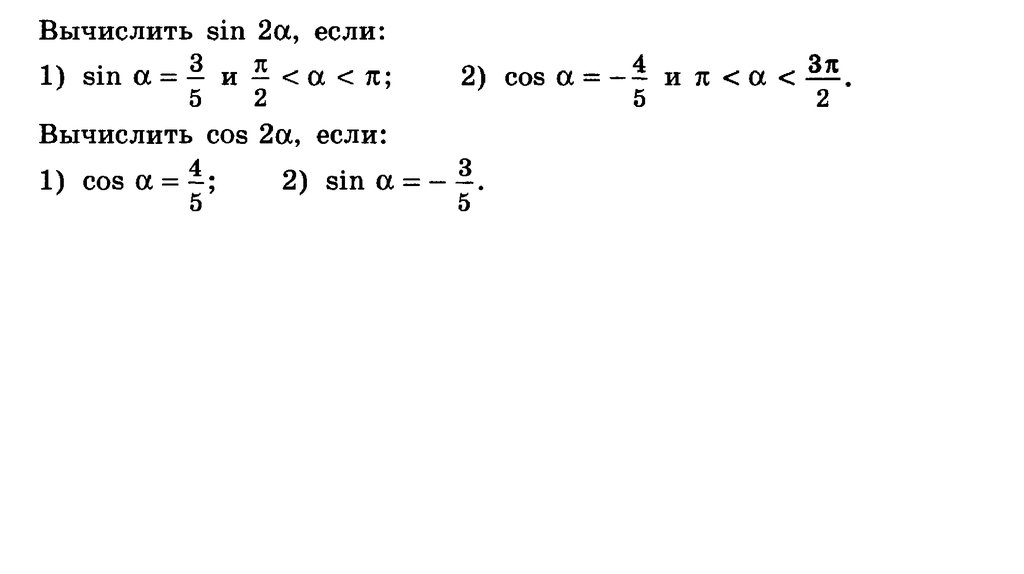 Вычислить sin 2α, если:
1) sin α = 3/5 и π/2 < α < π; 2) cos α = − 4/5 и π < α < 3π/2.
Вычислить cos 2α, если:
1) cos α = 4/5; 2) sin α = − 3/5.